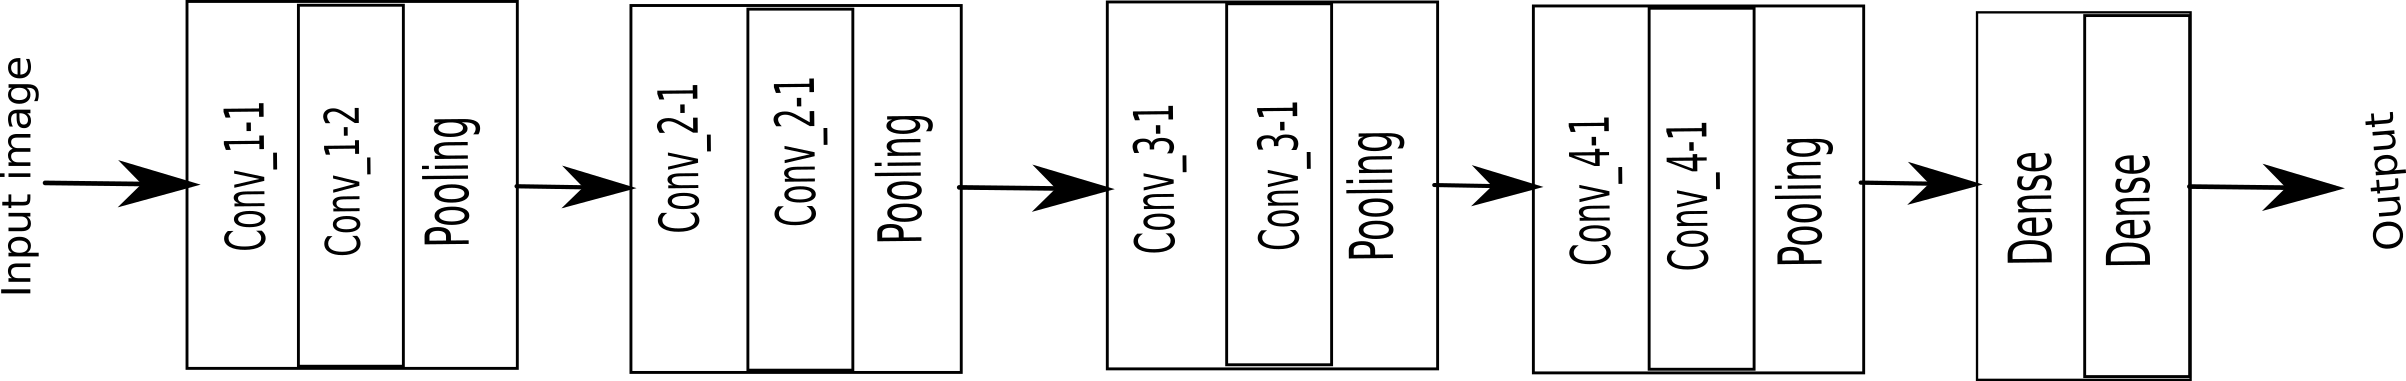 Input image
Conv_1-1
Conv_1-2
Pooling
Conv_2-1
Conv_2-1
Pooling
Conv_3-1
Conv_3-1
Pooling
Conv_4-1
Conv_4-1
Pooling
Dense
Dense
Output